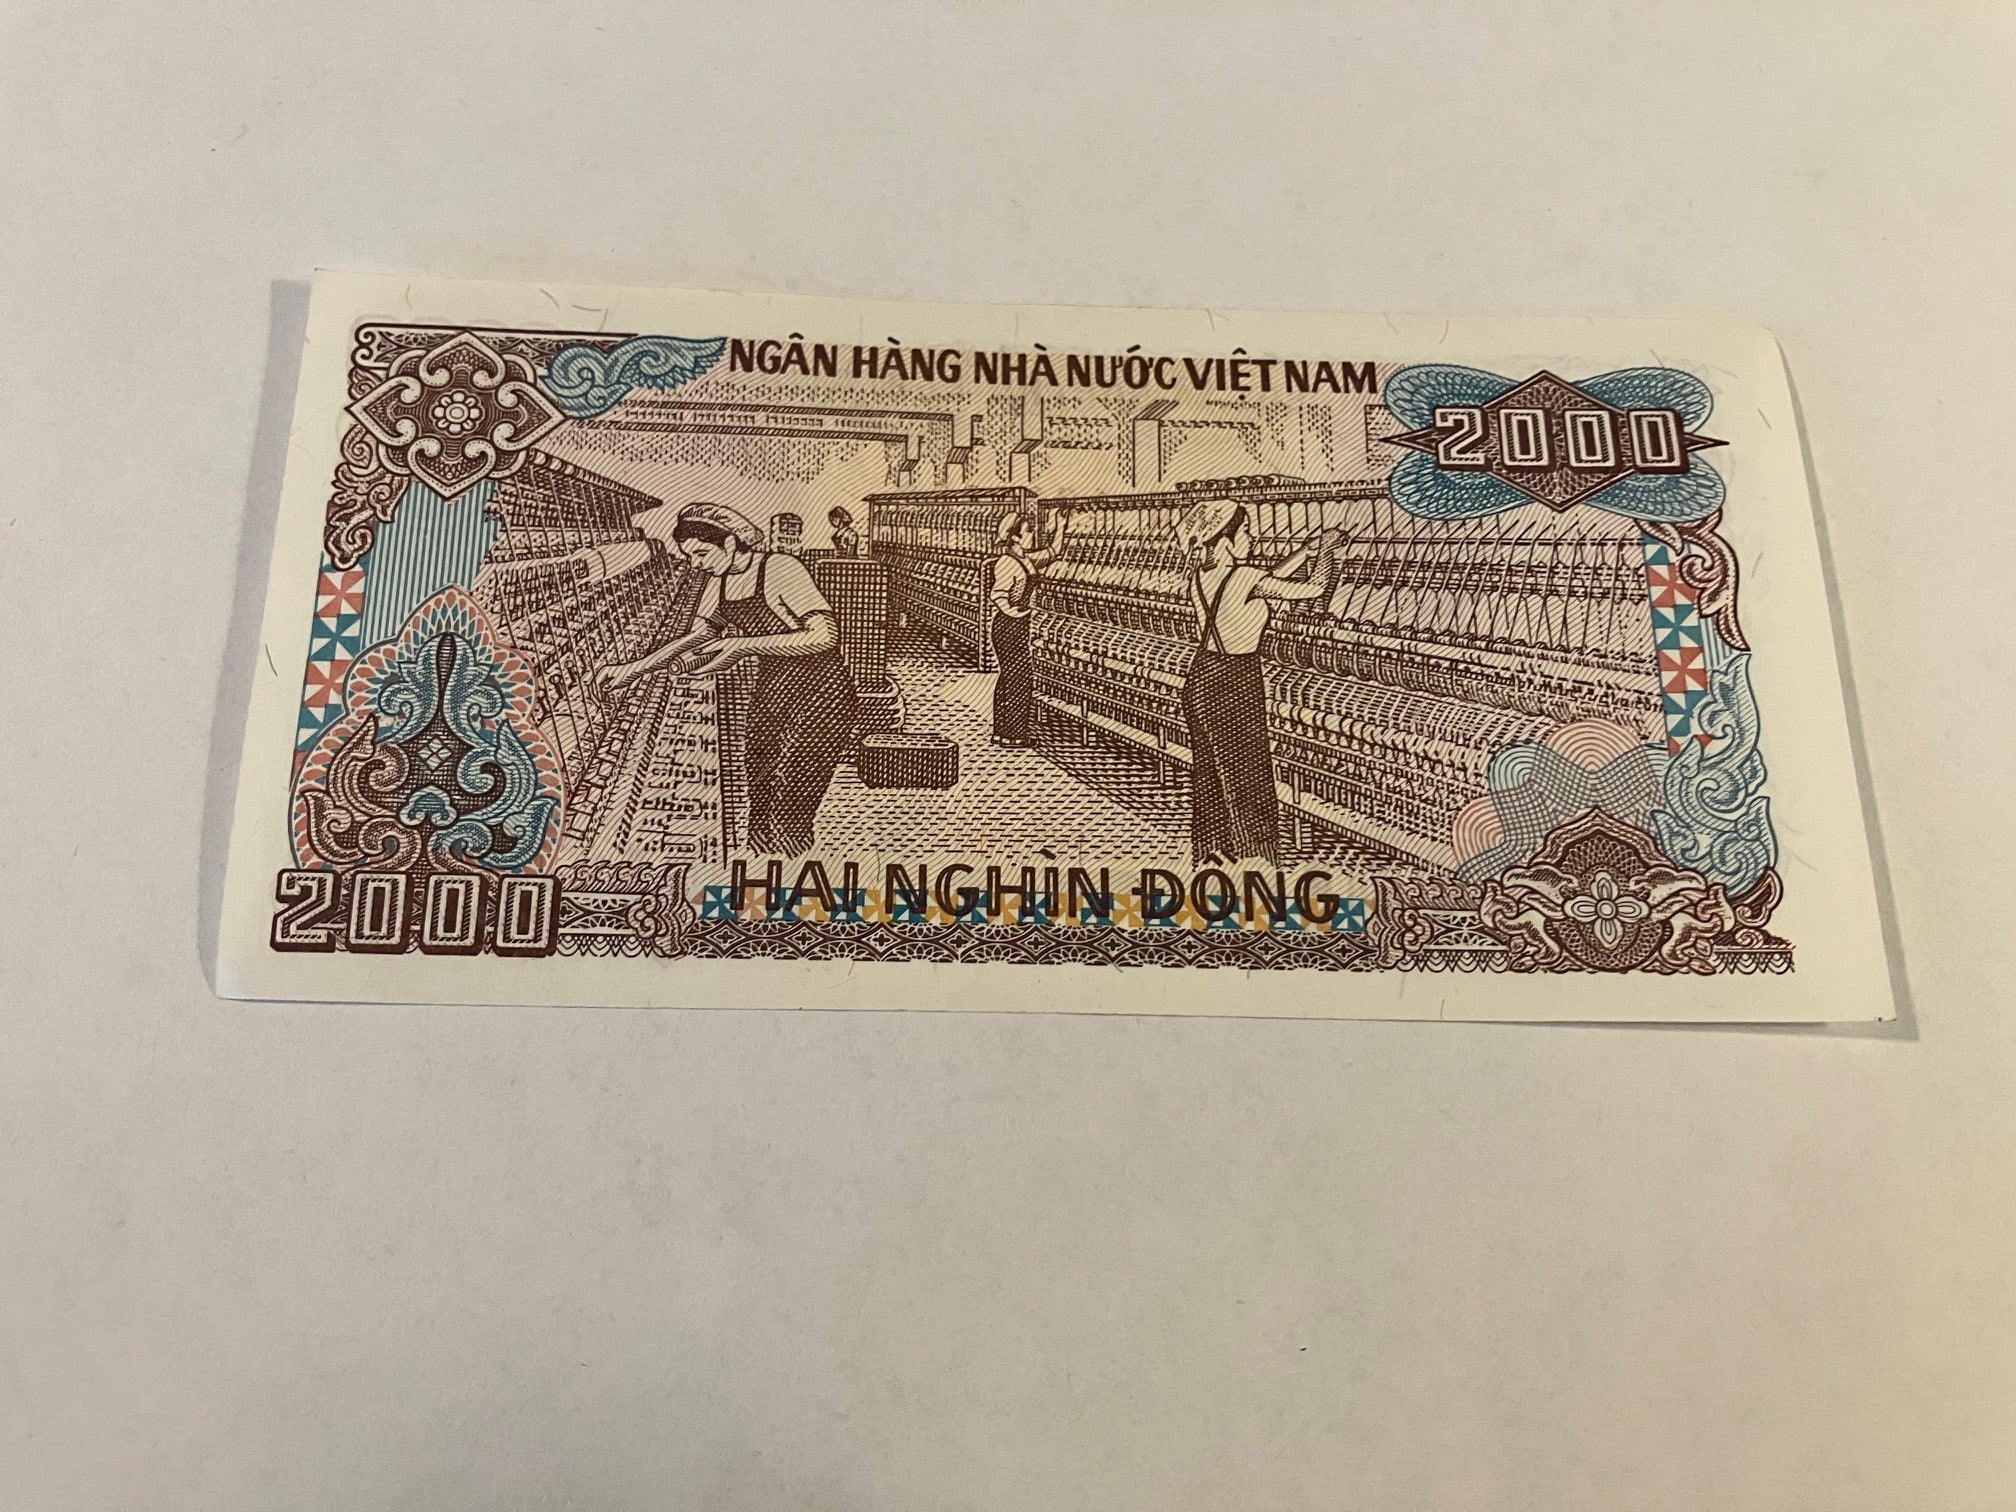 NGÂN HÀNG NHÀ NƯỚC VIỆT NAM
2000
HAI NGHÌN ĐỒNG
2000